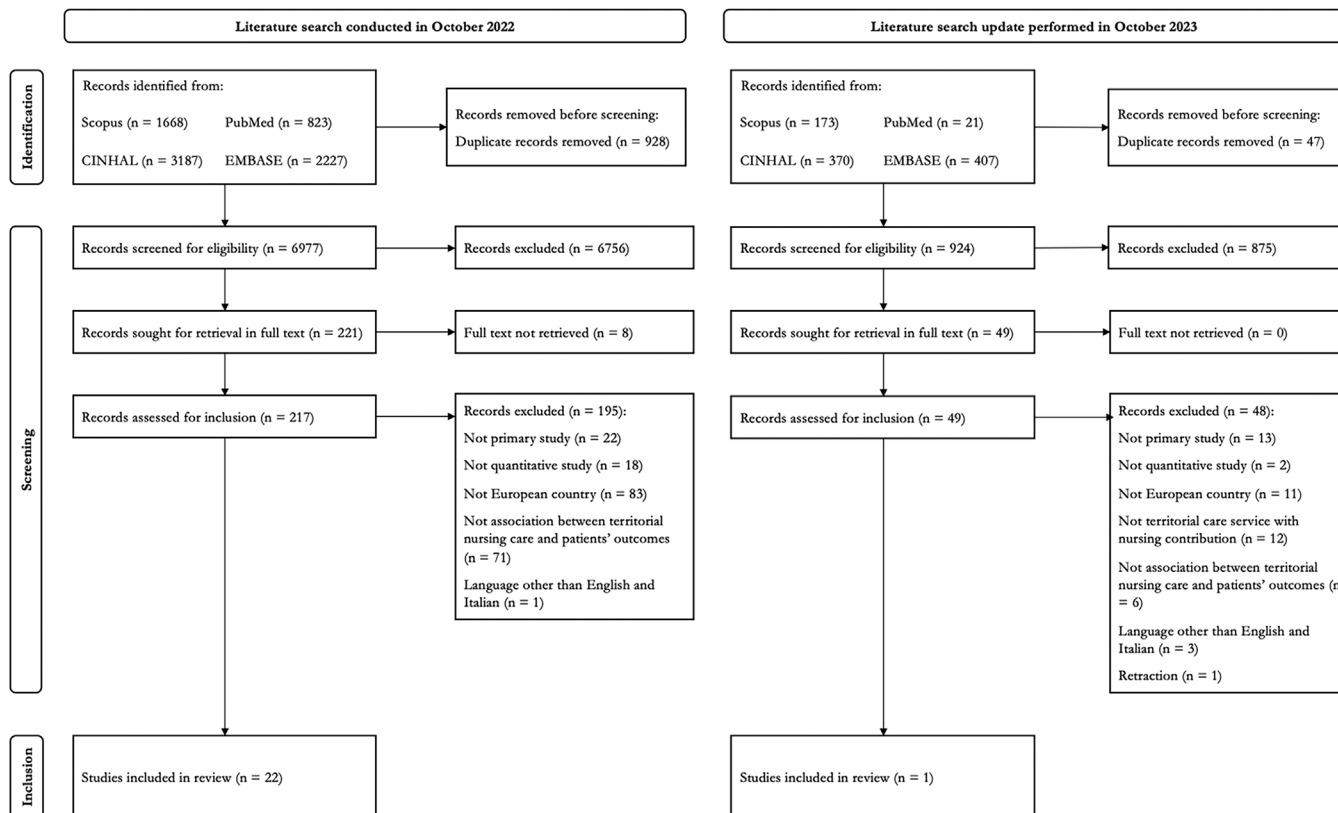 Literature search conducted in October 2022
Literature search update performed in October 2023
Identification
Records identified from:
Scopus (n = 1668) PubMed (n = 823)
CINHAL (n = 3187) EMBASE (n = 2227)
Records removed before screening:
Duplicate records removed (n = 928)
Records identified from:
Scopus (n = 173) PubMed (n = 21)
CINHAL (n = 370) EMBASE (n = 407)
Records removed before screening:
Duplicate records removed (n = 47)
Screening
Records screened for eligibility (n = 6977)
Records excluded (n = 6756)
Records screened for eligibility (n = 924)
Records excluded (n = 875)
Records sought for retrieval in full text (n = 221)
Full text not retrieved (n = 8)
Records sought for retrieval in full text (n = 49)
Full text not retrieved (n = 0)
Records assessed for inclusion (n = 217)
Records excluded (n = 195):
Not primary study (n = 22)
Not quantitative study (n = 18)
Not European country (n = 83)
Not association between territorial
nursing care and patients' outcomes
(n = 71)
Language other than English and
Italian (n = 1)
Records assessed for inclusion (n = 49)
Records excluded (n = 48):
Not primary study (n = 13)
Not quantitative study (n = 2)
Not European country (n = 11)
Not territorial care service with
nursing contribution (n = 12)
Not association between territorial
nursing care and patients' outcomes (n
= 6)
Language other than English and
Italian (n = 3)
Retraction (n = 1)
Inclusion
Studies included in review (n = 22)
Studies included in review (n = 1)